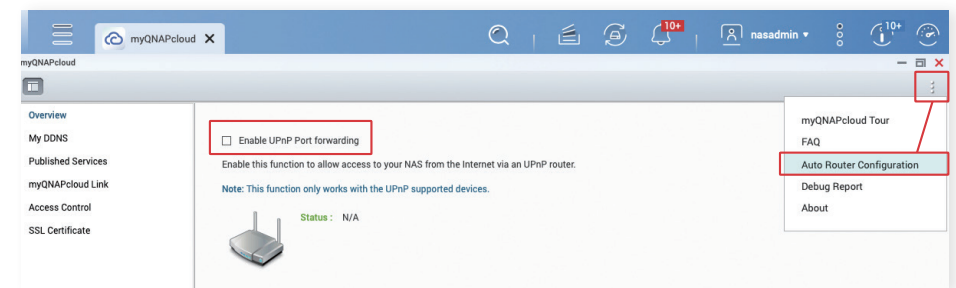 myQNAPcloud
10+
nasadmin
10+
myQNAPcloud
Overview
My DDNS
Published Services
myQNAPcloud Link
Access Control
SSL Certificate
Enable UPnP Port forwarding
Enable this function to allow access to your NAS from the Internet via an UPnP router.
Note: This function only works with the UPnP supported devices.
Status : N/A
myQNAPcloud Tour
FAQ
Auto Router Configuration
Debug Report
About